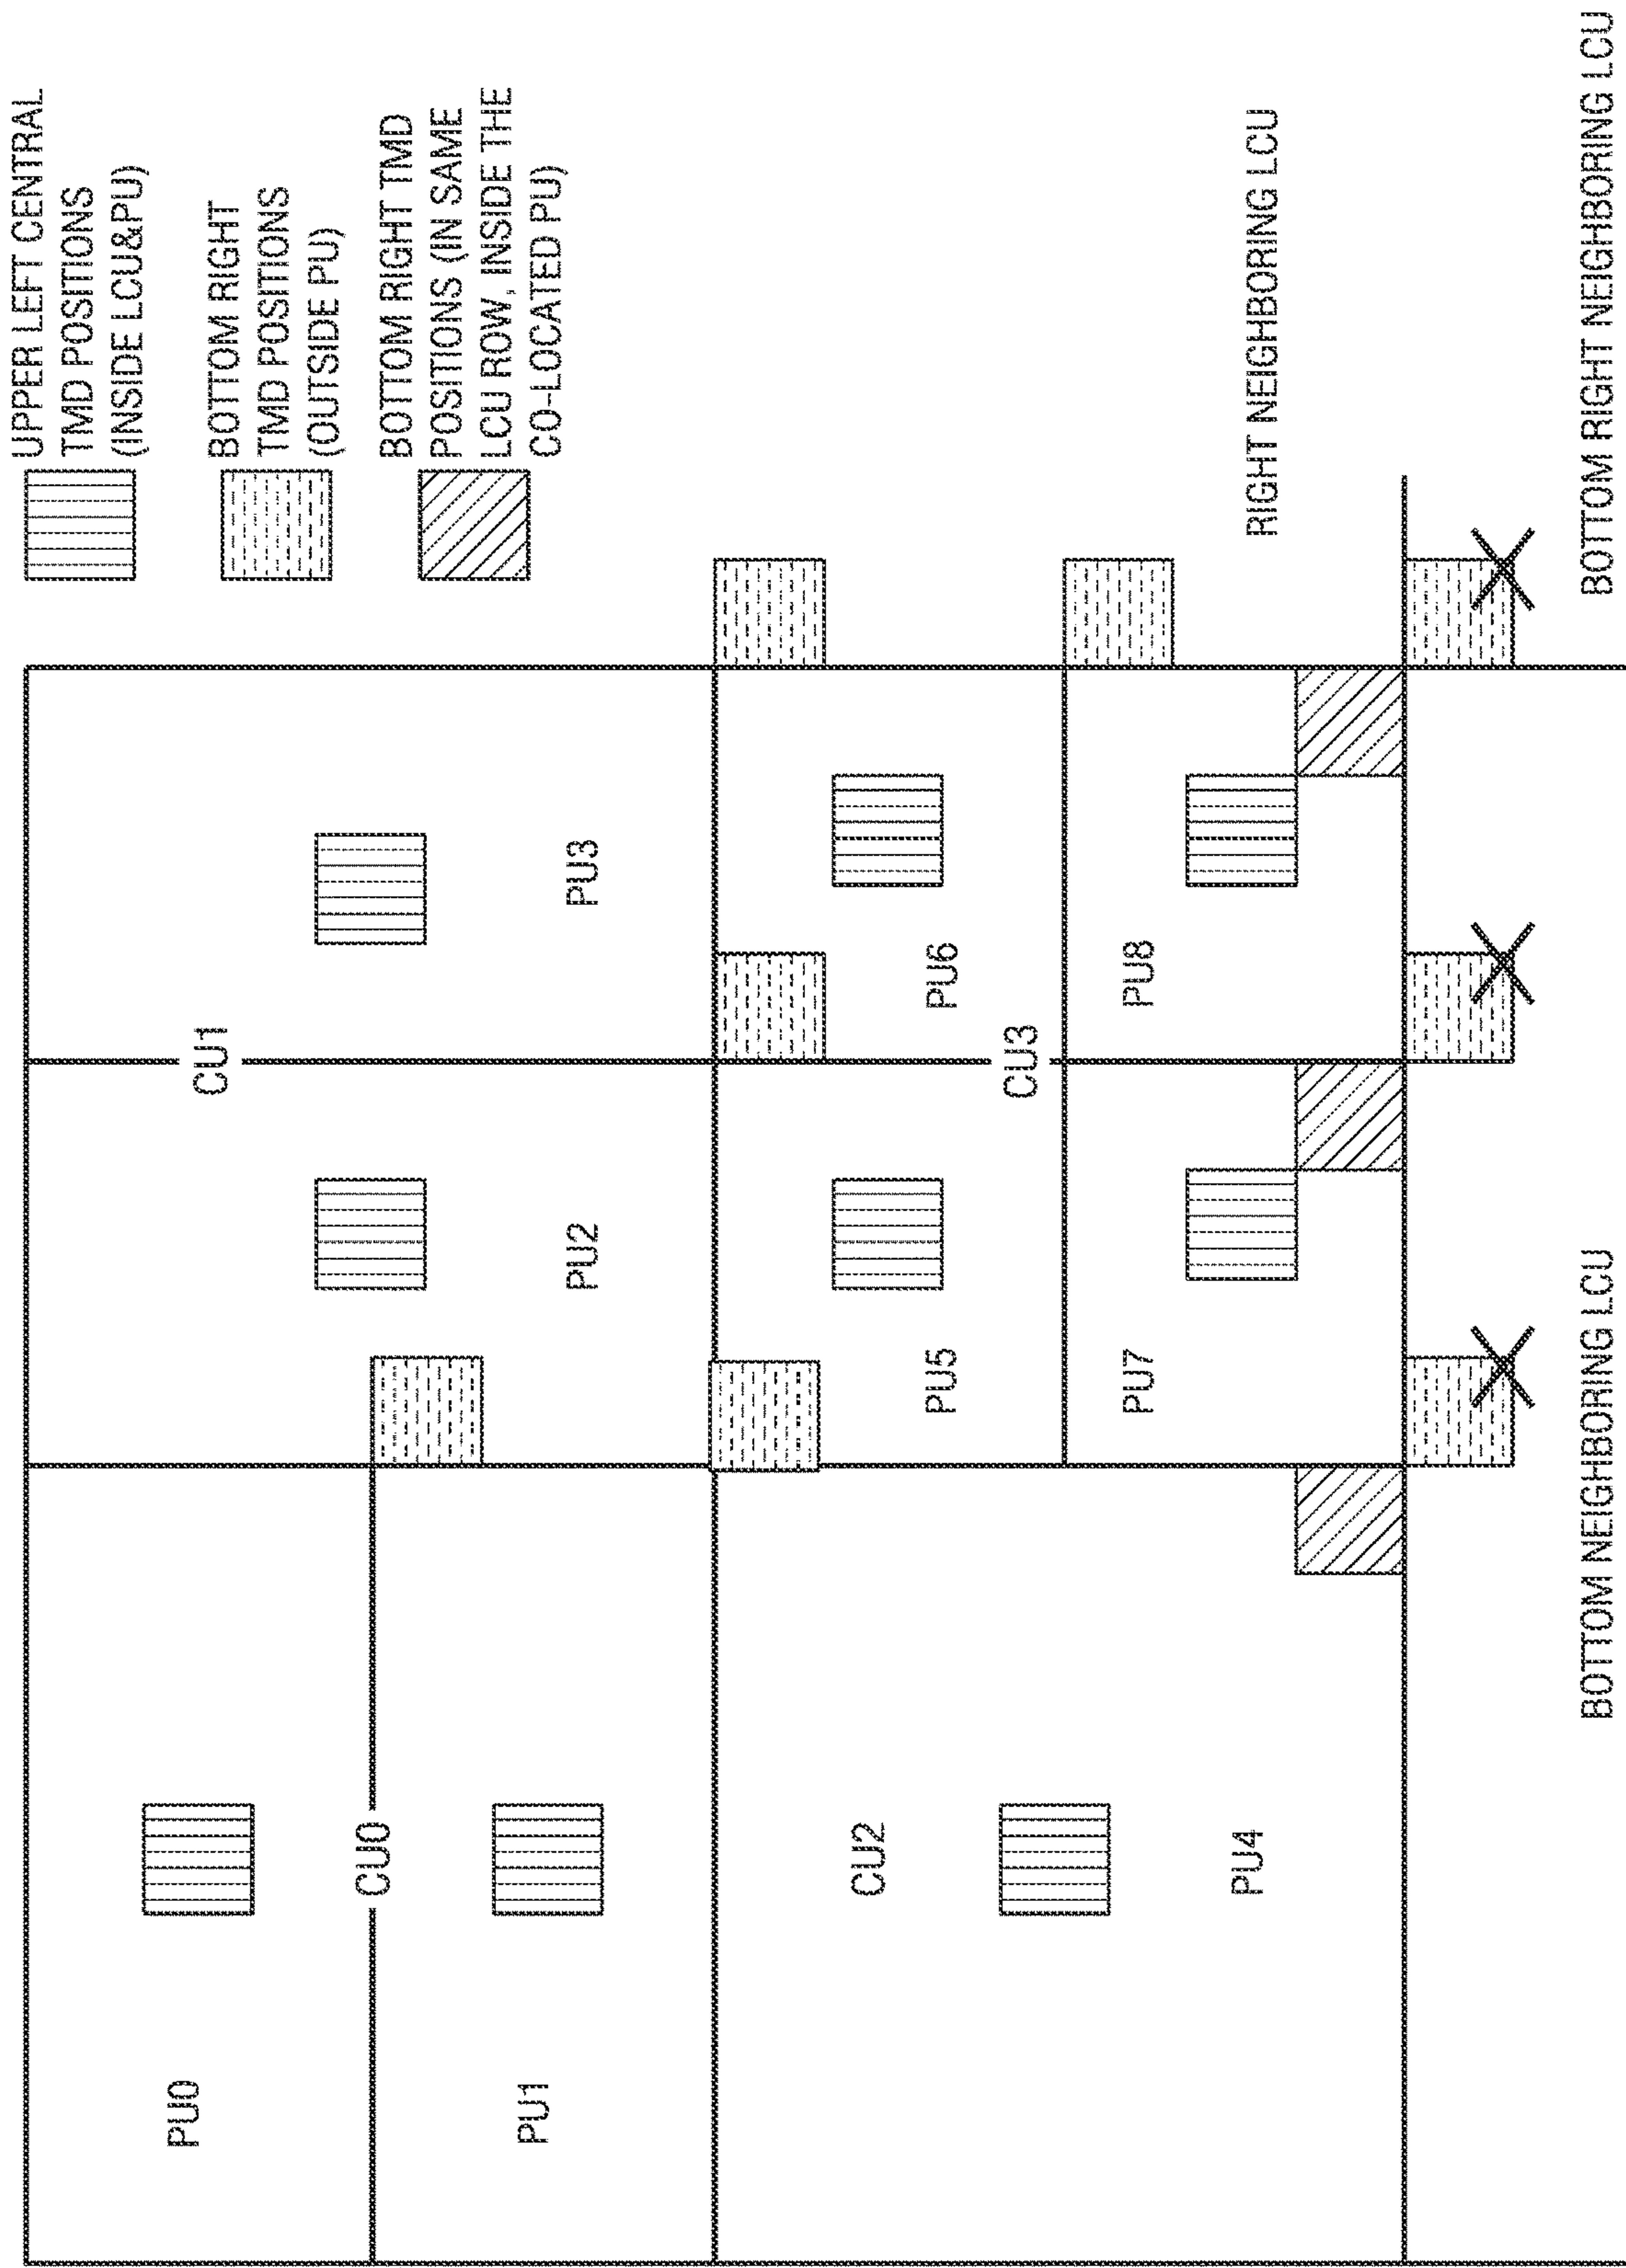 UPPER LEFT CENTRAL
TMD POSITIONS
(INSIDE LCU&PU)
BOTTOM RIGHT
TMD POSITIONS
(OUTSIDE PU)
BOTTOM RIGHT TMD
POSITIONS (IN SAME
LCU ROW, INSIDE THE
CO-LOCATED PU)
PU0
CU0
PU1
CU1
PU2
PU3
CU2
PU4
PU5
PU6
CU3
PU7
PU8
RIGHT NEIGHBORING LCU
BOTTOM NEIGHBORING LCU
BOTTOM RIGHT NEIGHBORING LCU